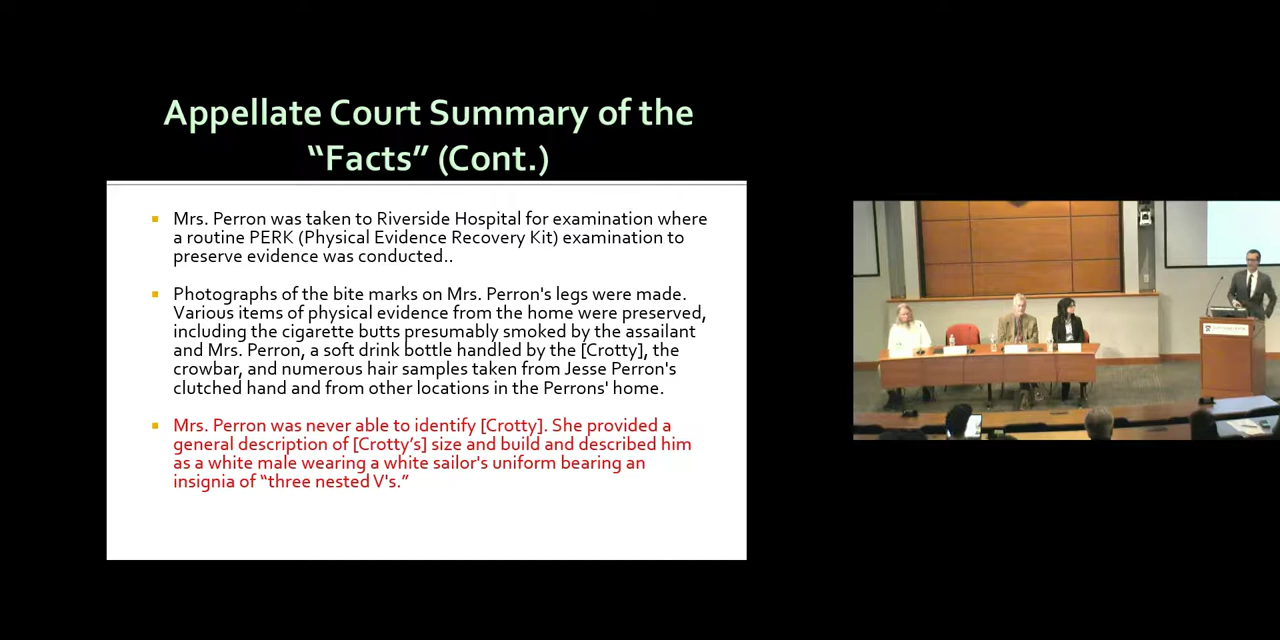 Appellate Court Summary of the
“Facts” (Cont.)
Mrs. Perron was taken to Riverside Hospital for examination where
a routine PERK (Physical Evidence Recovery Kit) examination to
preserve evidence was conducted..
Photographs of the bite marks on Mrs. Perron's legs were made.
Various items of physical evidence from the home were preserved,
including the cigarette butts presumably smoked by the assailant
and Mrs. Perron, a soft drink bottle handled by the [Crotty], the
crowbar, and numerous hair samples taken from Jesse Perron's
clutched hand and from other locations in the Perrons' home.
Mrs. Perron was never able to identify [Crotty]. She provided a
general description of [Crotty’s] size and build and described him
as a white male wearing a white sailor's uniform bearing an
insignia of “three nested V's.”